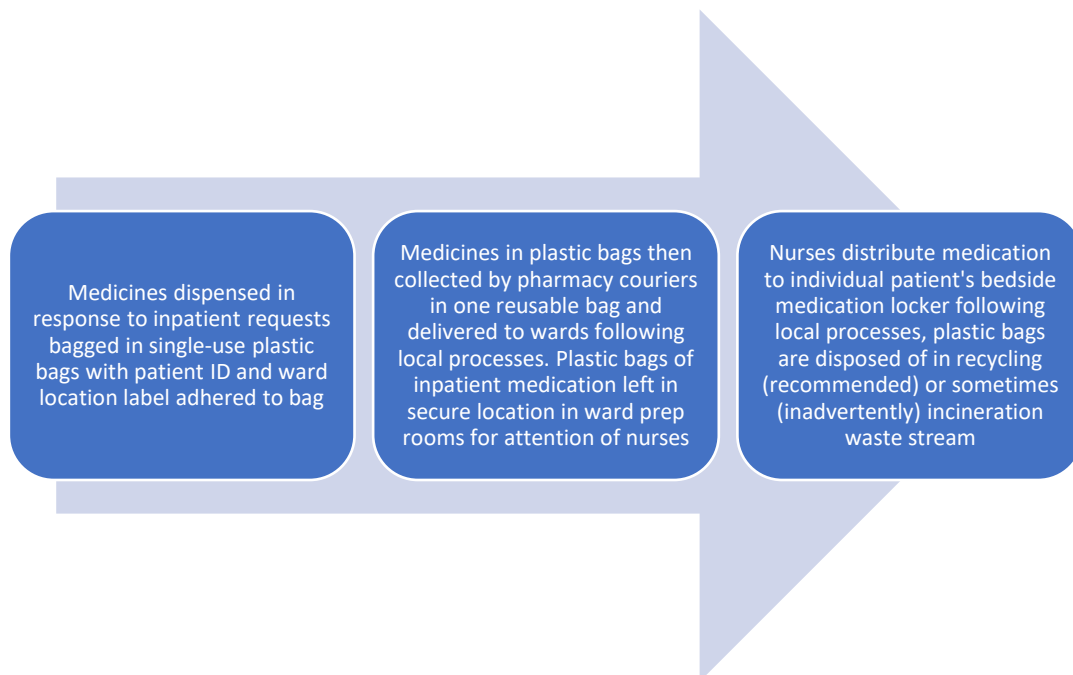 Medicines dispensed in
response to inpatient requests
bagged in single-use plastic
bags with patient ID and ward
location label adhered to bag
Medicines in plastic bags then
collected by pharmacy couriers
in one reusable bag and
delivered to wards following
local processes. Plastic bags of
inpatient medication left in
secure location in ward prep
rooms for attention of nurses
Nurses distribute medication
to individual patient's bedside
medication locker following
local processes, plastic bags
are disposed of in recycling
(recommended) or sometimes
(inadvertently) incineration
waste stream